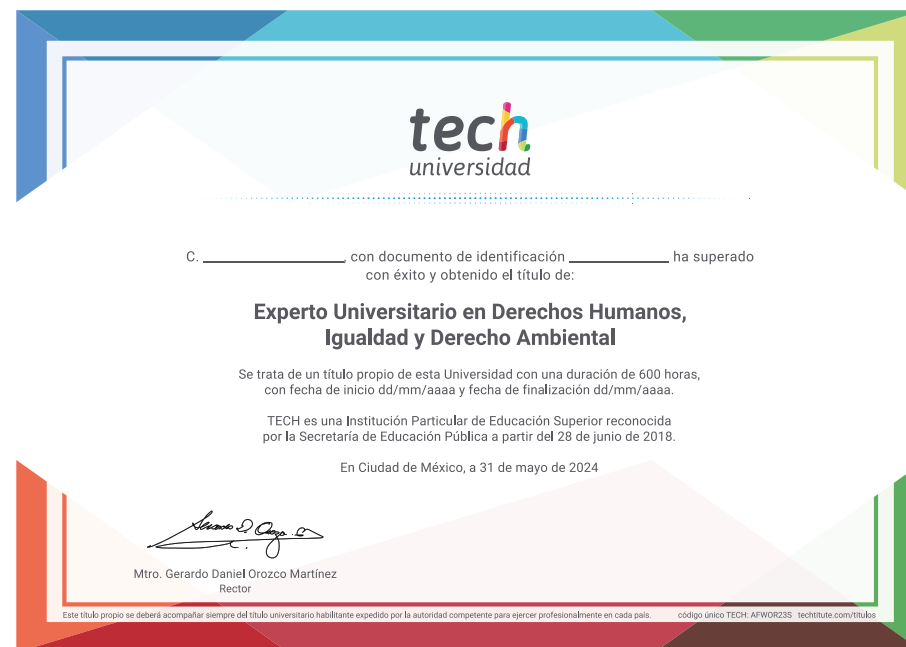 tech
universidad
C. ____________________, con documento de identificación ______________ ha superado
con éxito y obtenido el título de:
Experto Universitario en Derechos Humanos,
Igualdad y Derecho Ambiental
Se trata de un título propio de esta Universidad con una duración de 600 horas,
con fecha de inicio dd/mm/aaaa y fecha de finalización dd/mm/aaaa.
TECH es una Institución Particular de Educación Superior reconocida
por la Secretaría de Educación Pública a partir del 28 de junio de 2018.
En Ciudad de México, a 31 de mayo de 2024
Mtro. Gerardo Daniel Orozco Martínez
Rector
Este título propio se deberá acompañar siempre del título universitario habilitante expedido por la autoridad competente para ejercer profesionalmente en cada país. código único TECH: AFWOR23S techtitute.com/titulos